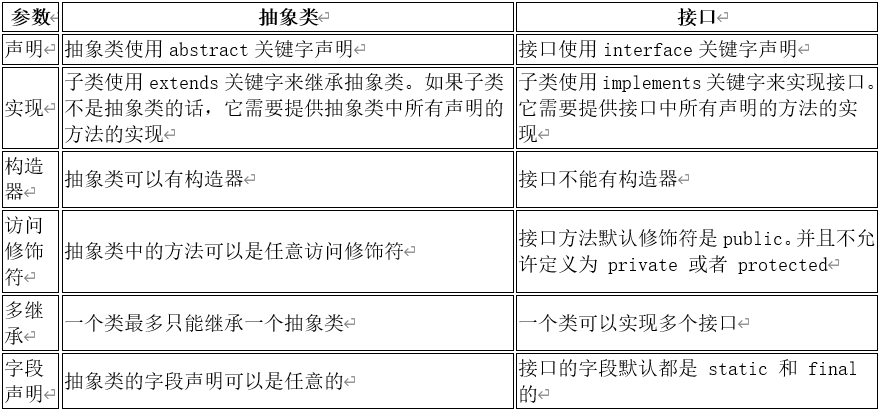 参数 抽象类 接口
声明 抽象类使用 abstract 关键字声明 接口使用 interface 关键字声明
实现
子类使用 extends 关键字来继承抽象类。如果子类
不是抽象类的话，它需要提供抽象类中所有声明的
方法的实现
子类使用 implements 关键字来实现接口。
它需要提供接口中所有声明的方法的实
现
构造
器
抽象类可以有构造器
接口不能有构造器
访问
修饰
符
抽象类中的方法可以是任意访问修饰符
接口方法默认修饰符是 public。并且不允
许定义为 private 或者 protected
多继
承
一个类最多只能继承一个抽象类
一个类可以实现多个接口
字段
声明
抽象类的字段声明可以是任意的
接口的字段默认都是 static 和 final
的